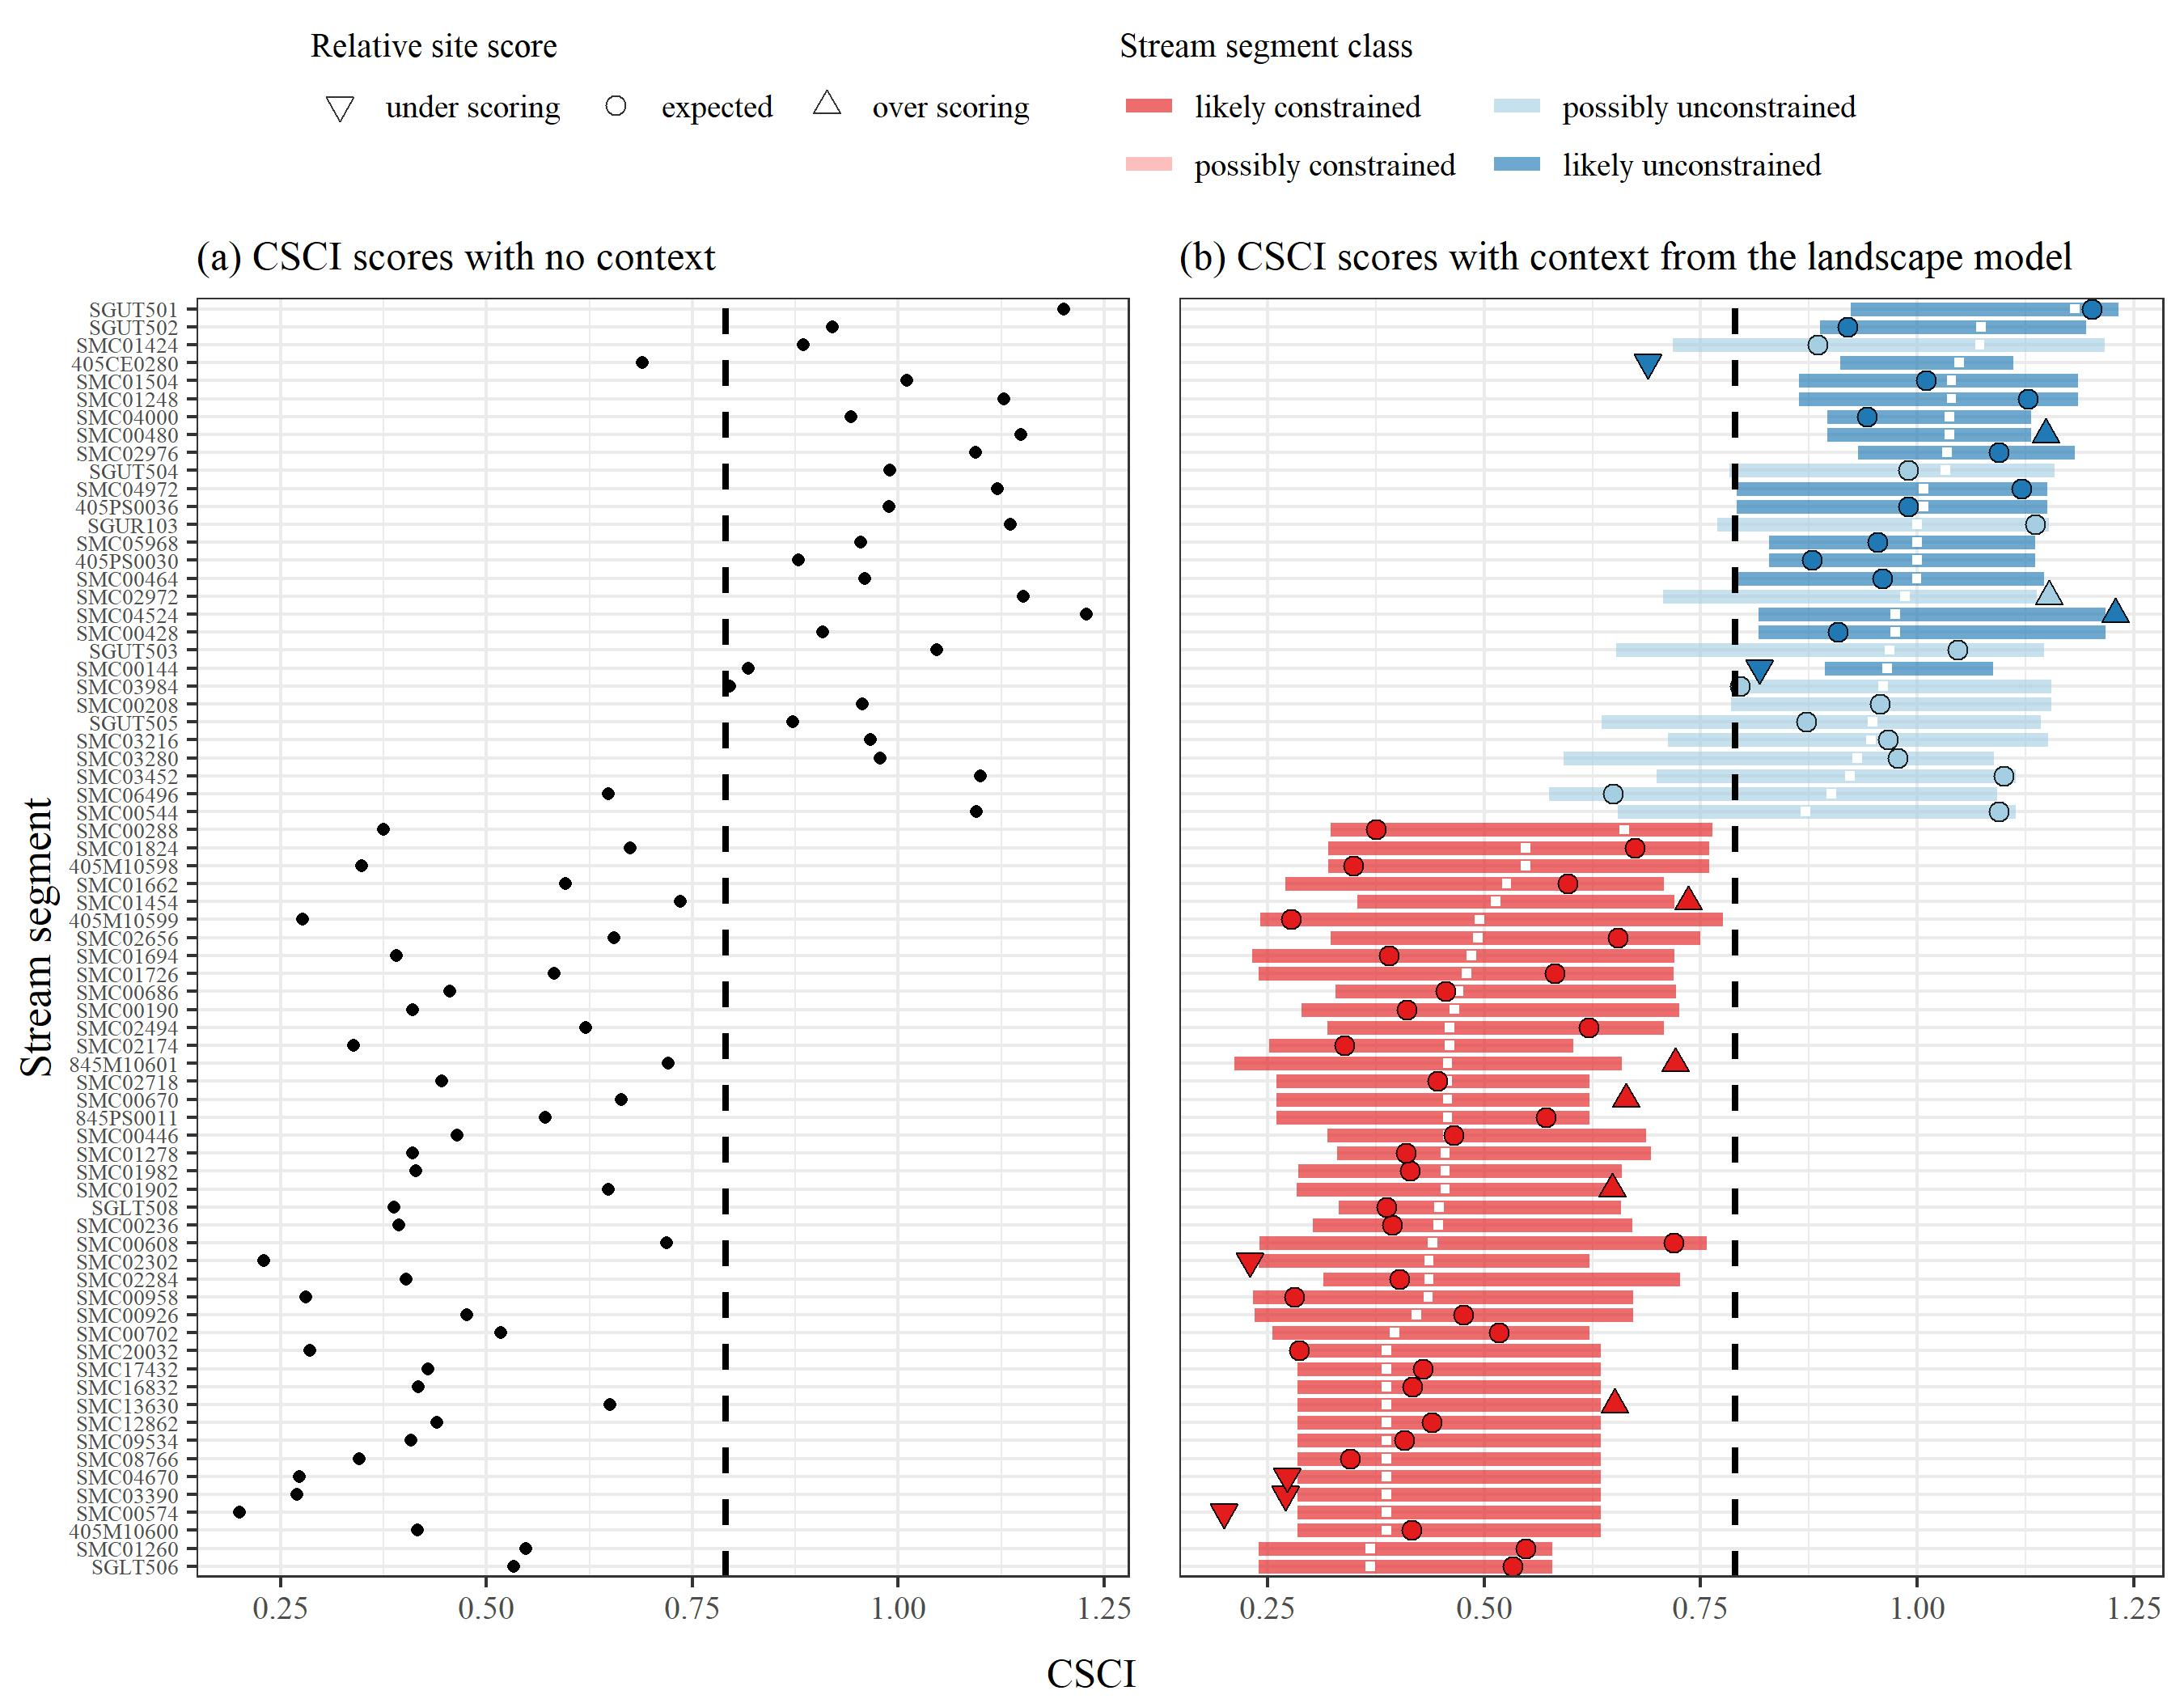 Relative site score
under scoring
expected
over scoring
Stream segment class
likely constrained
possibly unconstrained
possibly constrained
likely unconstrained
(a) CSCI scores with no context
(b) CSCI scores with context from the landscape model
Stream segment
SGUT501
SGUT502
SMC01424
405CE0280
SMC01504
SMC01248
SMC04000
SMC00480
SMC02976
SGUT504
SMC04972
405PS0036
SGUR103
SMC05968
405PS0030
SMC00464
SMC02972
SMC04524
SMC00428
SGUT503
SMC00144
SMC03984
SMC00208
SGUT505
SMC03216
SMC03280
SMC03452
SMC06496
SMC00544
SMC00288
SMC01824
405M10598
SMC01662
SMC01454
405M10599
SMC02656
SMC01694
SMC01726
SMC00686
SMC00190
SMC02494
SMC02174
845M10601
SMC02718
SMC00670
845PS0011
SMC00446
SMC01278
SMC01982
SMC01902
SGLT508
SMC00236
SMC00608
SMC02302
SMC02284
SMC00958
SMC00926
SMC00702
SMC20032
SMC17432
SMC16832
SMC13630
SMC12862
SMC09534
SMC08766
SMC04670
SMC03390
SMC00574
405M10600
SMC01260
SGLT506
0.25 0.50 0.75 1.00 1.25
0.25 0.50 0.75 1.00 1.25
CSCI